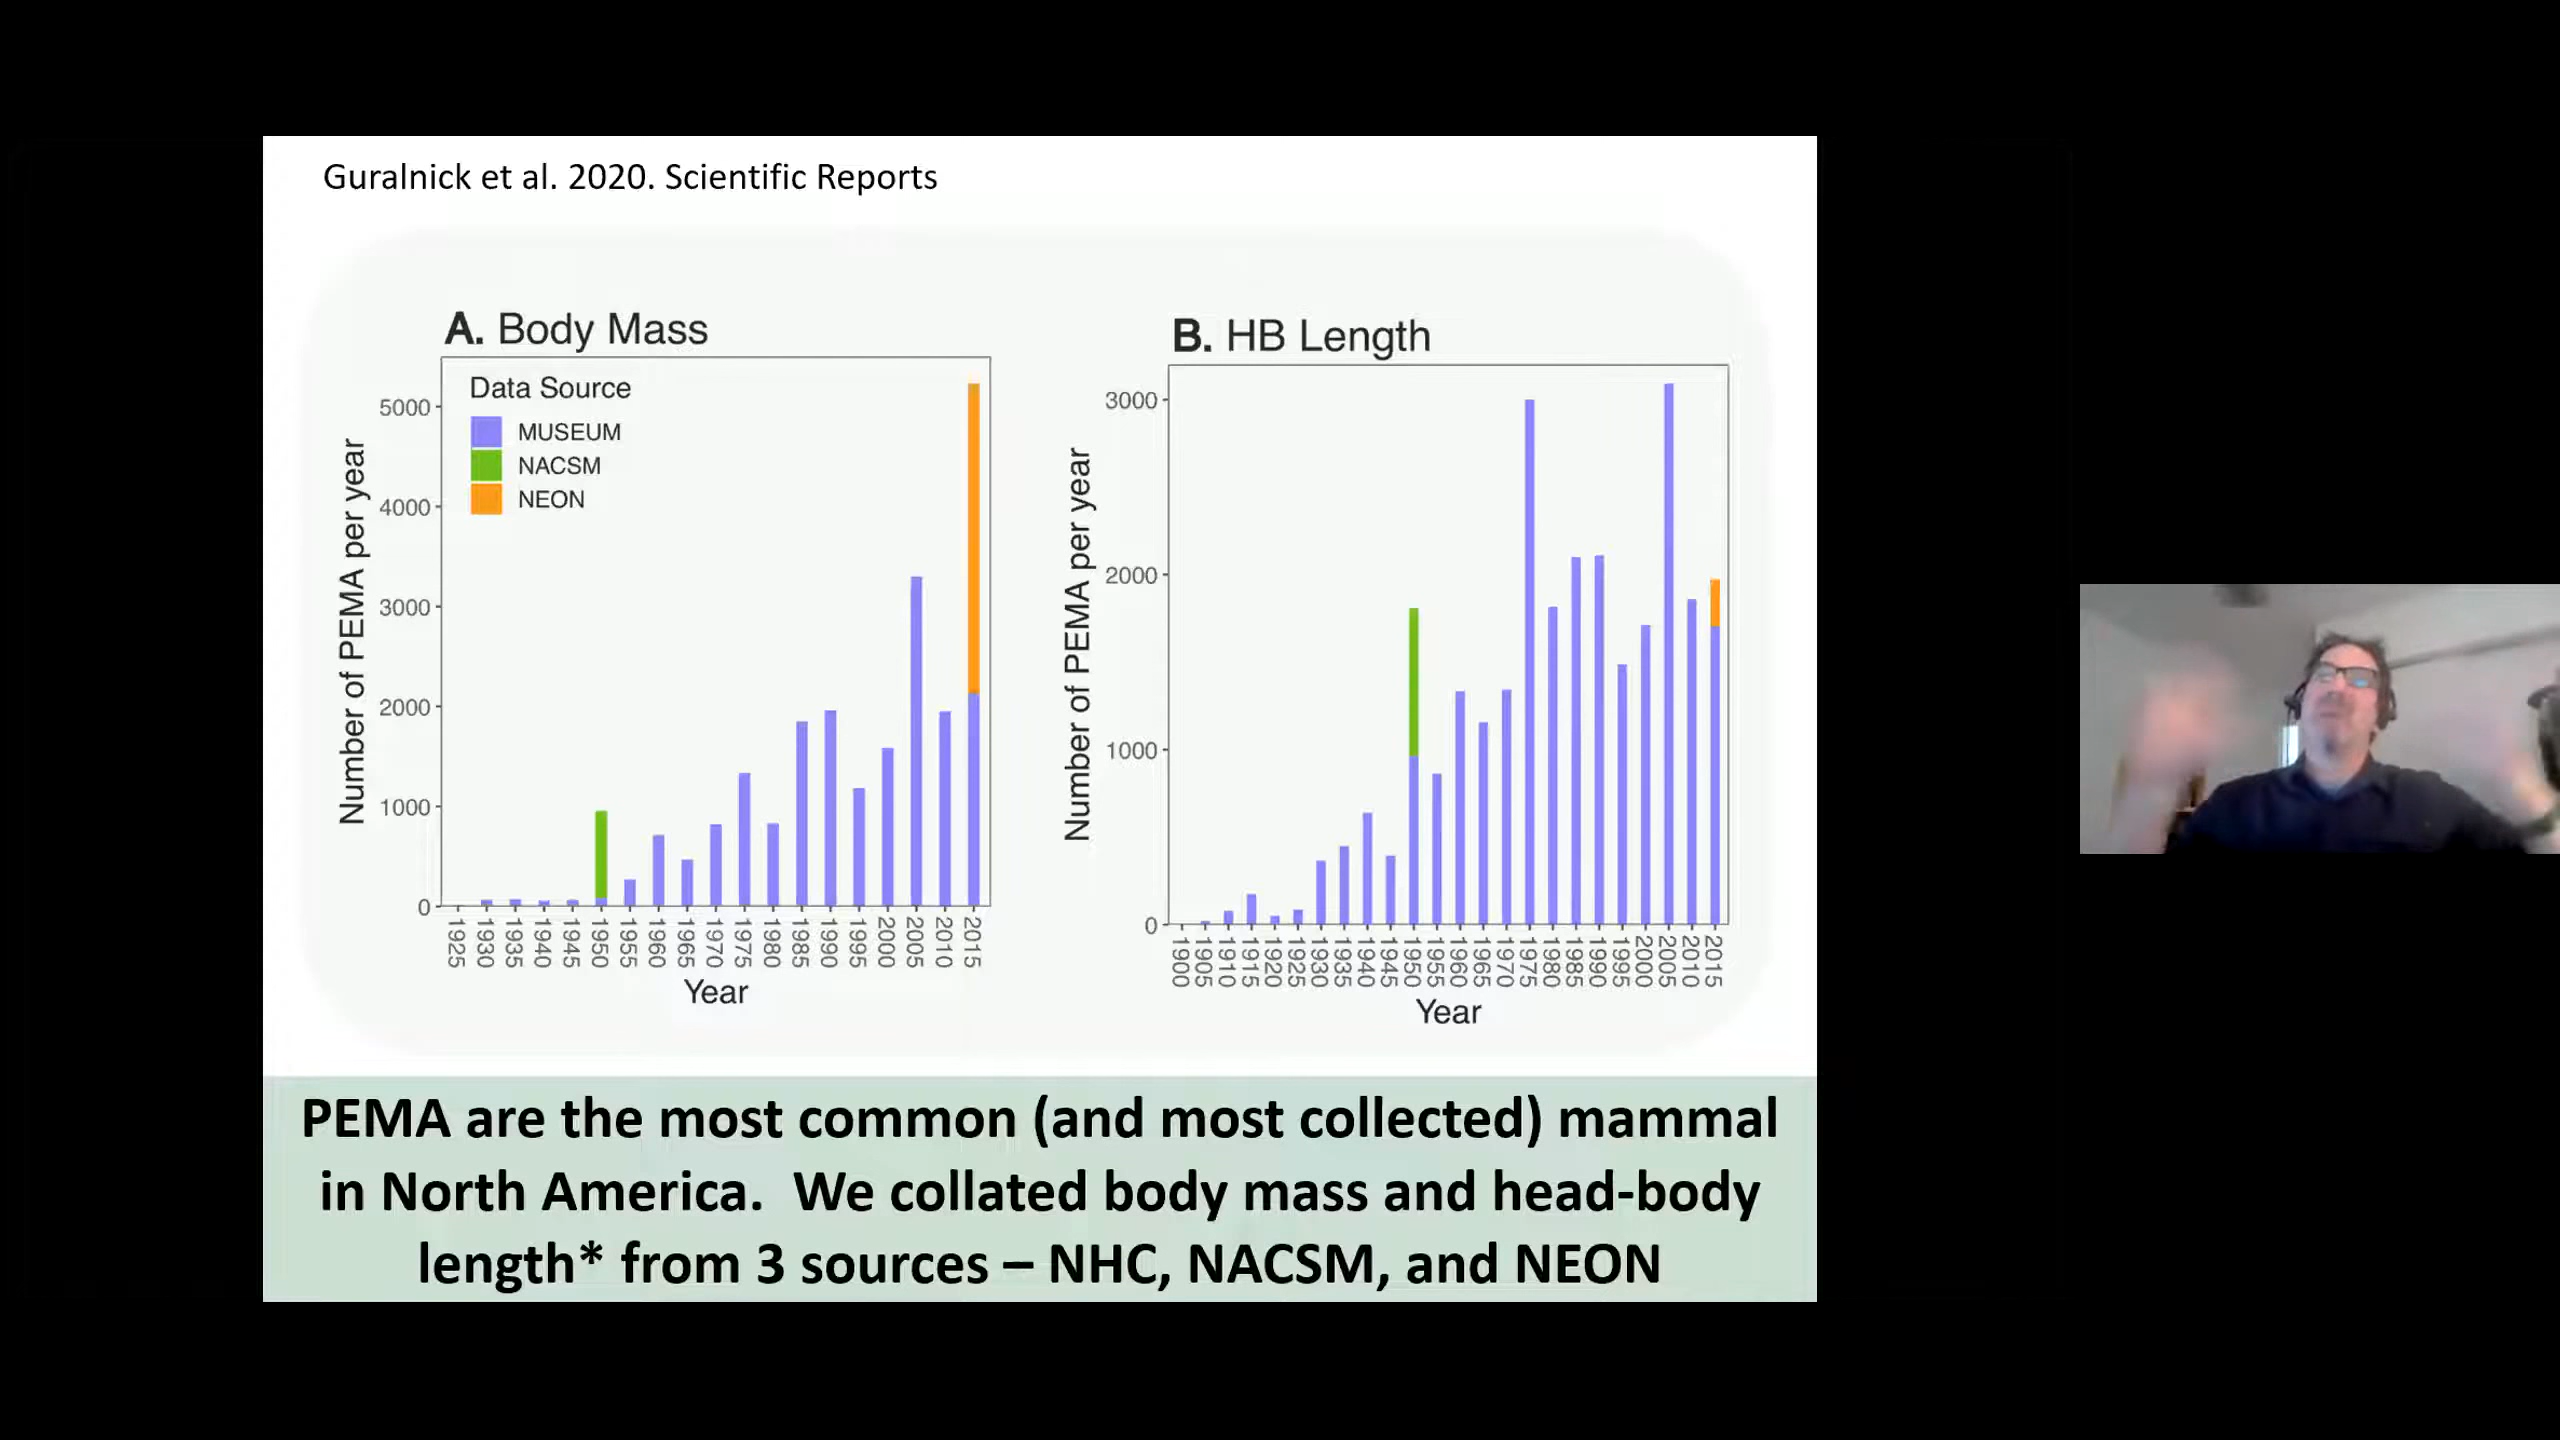 Guralnick et al. 2020. Scientific Reports
A. Body Mass
Data Source
MUSEUM
NACSM
NEON
Number of PEMA per year
5000
4000
3000
2000
1000
0
1925 1930 1935 1940 1945 1950 1955 1960 1965 1970 1975 1980 1985 1990 1995 2000 2005 2010 2015
Year
B. HB Length
Number of PEMA per year
3000
2000
1000
0
1900 1905 1910 1915 1920 1925 1930 1935 1940 1945 1950 1955 1960 1965 1970 1975 1980 1985 1990 1995 2000 2005 2010 2015
Year
PEMA are the most common (and most collected) mammal
in North America. We collated body mass and head-body
length* from 3 sources – NHC, NACSM, and NEON